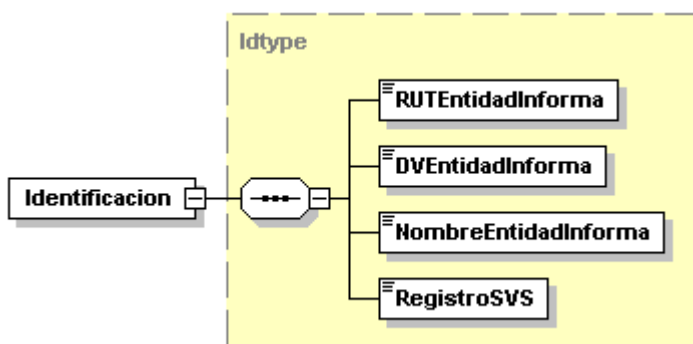 Idtype
RUTEntidadInforma
DVEntidadInforma
Identificacion
NombreEntidadInforma
RegistroSVS